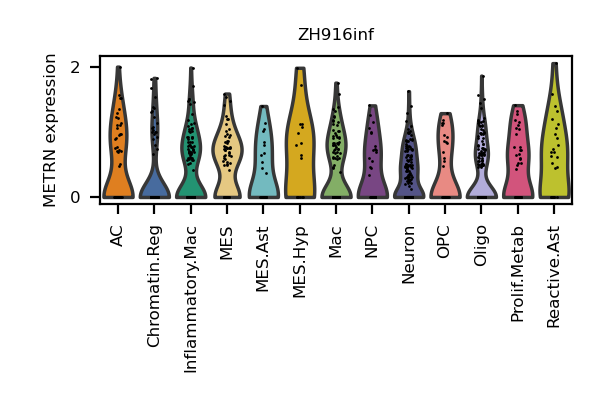 ZH916inf
METRN expression
2
0
AC
Chromatin.Reg
Inflammatory.Mac
MES
MES.Ast
MES.Hyp
Mac
NPC
Neuron
OPC
Oligo
Prolif.Metab
Reactive.Ast